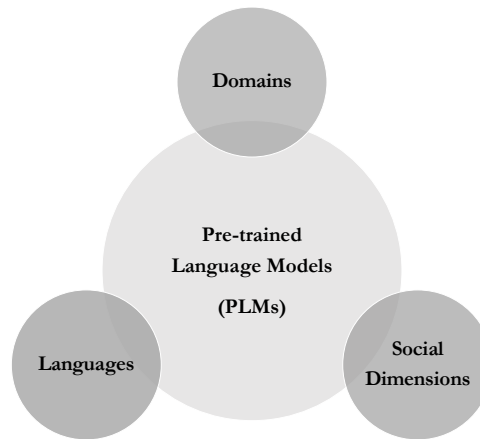 Domains
Pre-trained
Language Models
(PLMs)
Languages
Social
Dimensions